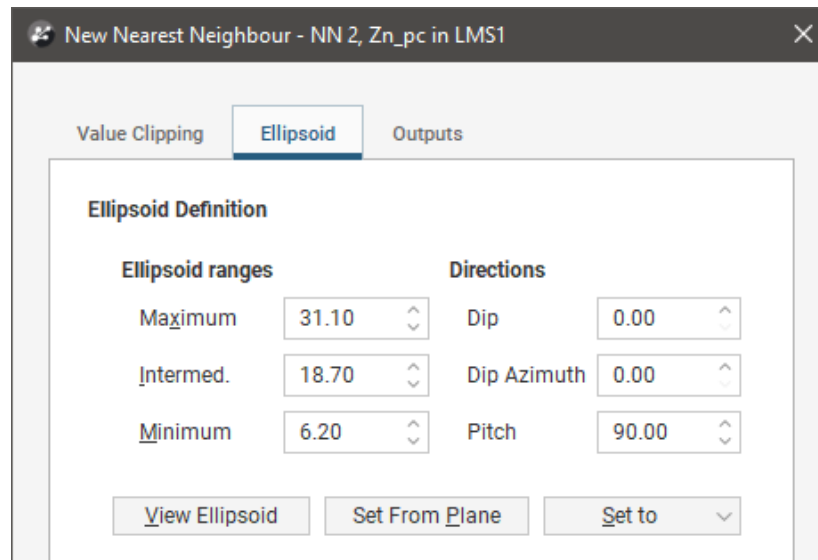 New Nearest Neighbour - NN 2, Zn_pc in LMS1
Value Clipping Ellipsoid Outputs
Ellipsoid Definition
Ellipsoid ranges Directions
Maximum 31.10 Dip 0.00
Intermed. 18.70 Dip Azimuth 0.00
Minimum 6.20 Pitch 90.00
View Ellipsoid Set From Plane Set to